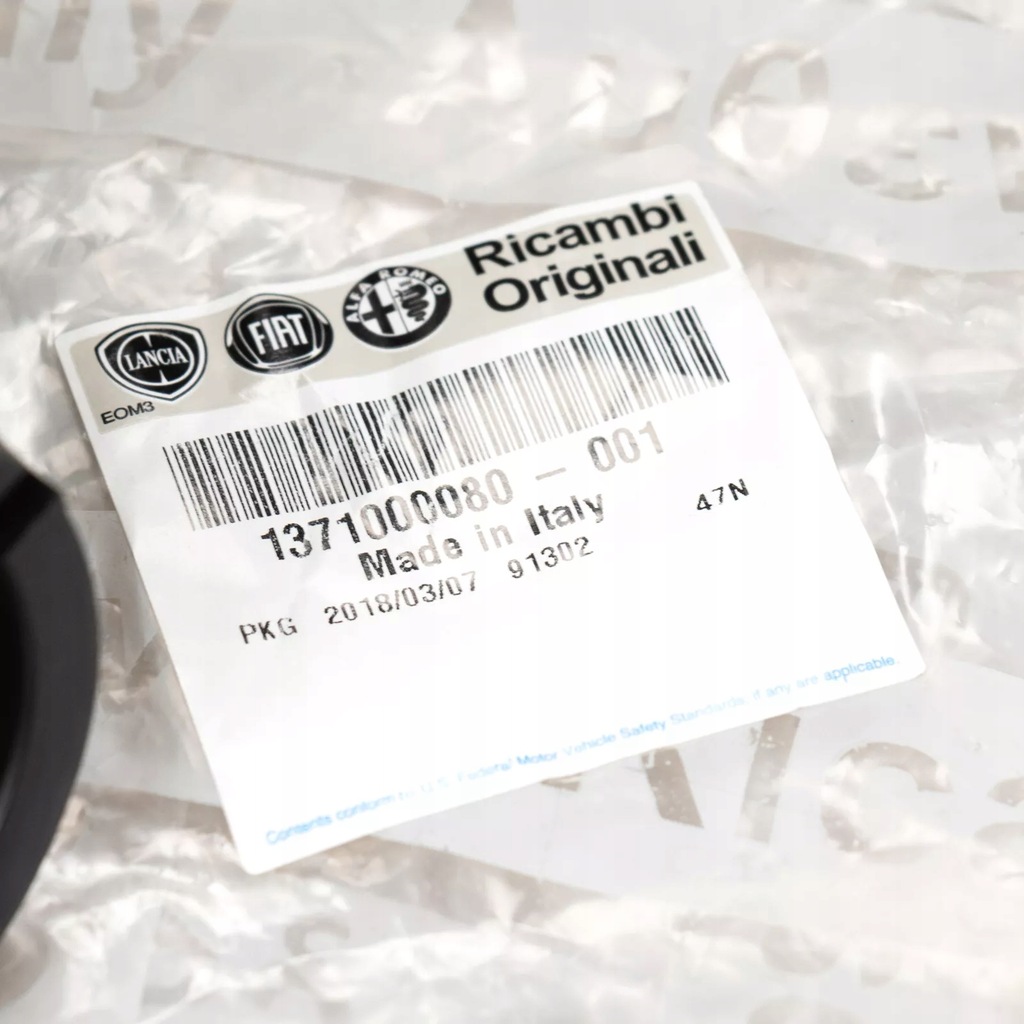 Ricambi
Originali
LANCIA
FIAT
ALFA ROMEO
EOM3
1371000080 - 001
Made in Italy
47N
PKG 2018/03/07 91302
Contents conform to U.S. Federal Motor Vehicle Safety Standards, if any are applicable.